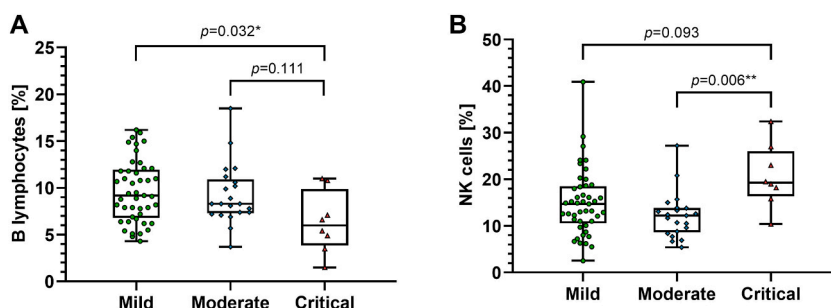 A
p=0.032*
p=0.111
B lymphocytes [%]
25
20
15
10
5
0
Mild Moderate Critical
B
p=0.093
p=0.006**
NK cells [%]
50
40
30
20
10
0
Mild Moderate Critical